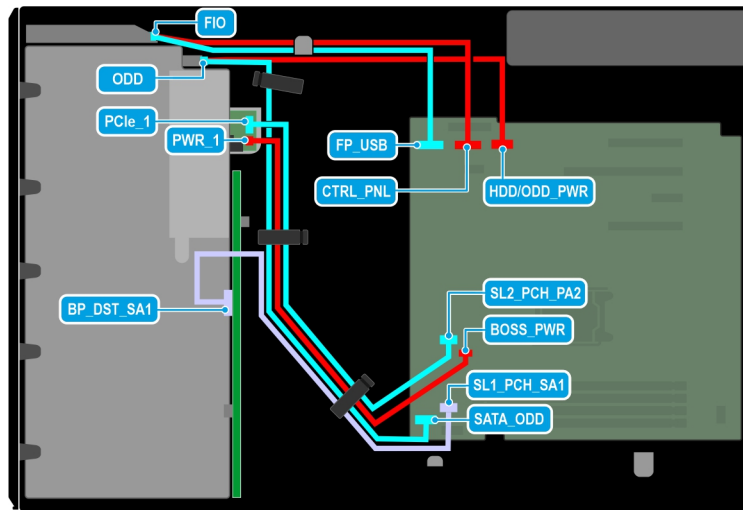 FIO
ODD
PCIe_1
PWR_1
FP_USB
CTRL_PNL
HDD/ODD_PWR
BP_DST_SA1
SL2_PCH_PA2
BOSS_PWR
SL1_PCH_SA1
SATA_ODD